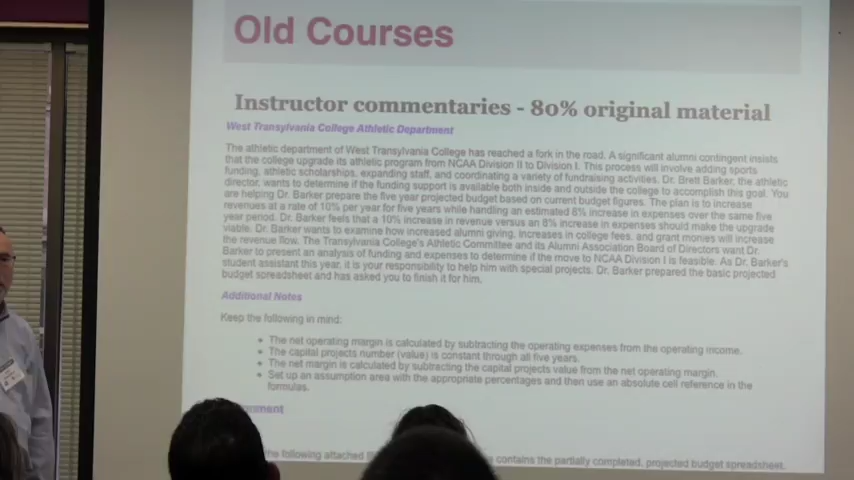 Old Courses
Instructor commentaries - 80% original material
West Transylvania College Athletic Department
The athletic department of West Transylvania College has reached a fork in the road. A significant alumni contingent insists
that the college upgrade its athletic program from NCAA Division II to Division I. This process will involve adding sports
funding, athletic scholarships, expanding staff, and coordinating a variety of fundraising activities. Dr. Brett Barker, the athletic
director, wants to determine if the funding support is available both inside and outside the college to accomplish this goal. You
are helping Dr. Barker prepare the five year projected budget based on current budget figures. The plan is to increase
revenues at a rate of 10% per year for five years while handling an estimated 8% increase in expenses over the same five
year period. Dr. Barker feels that a 10% increase in revenue versus an 8% increase in expenses should make the upgrade
viable. Dr. Barker wants to examine how increased alumni giving, increases in college fees, and grant monies will increase
the revenue flow. The Transylvania College's Athletic Committee and its Alumni Association Board of Directors want Dr.
Barker to present an analysis of funding and expenses to determine if the move to NCAA Division I is feasible. As Dr. Barker's
student assistant this year, it is your responsibility to help him with special projects. Dr. Barker prepared the basic projected
budget spreadsheet and has asked you to finish it for him.
Additional Notes
Keep the following in mind:
The net operating margin is calculated by subtracting the operating expenses from the operating income.
The capital projects number (value) is constant through all five years.
The net margin is calculated by subtracting the capital projects value from the net operating margin.
Set up an assumption area with the appropriate percentages and then use an absolute cell reference in the
formulas.
the following attached contains the partially completed, projected budget spreadsheet.